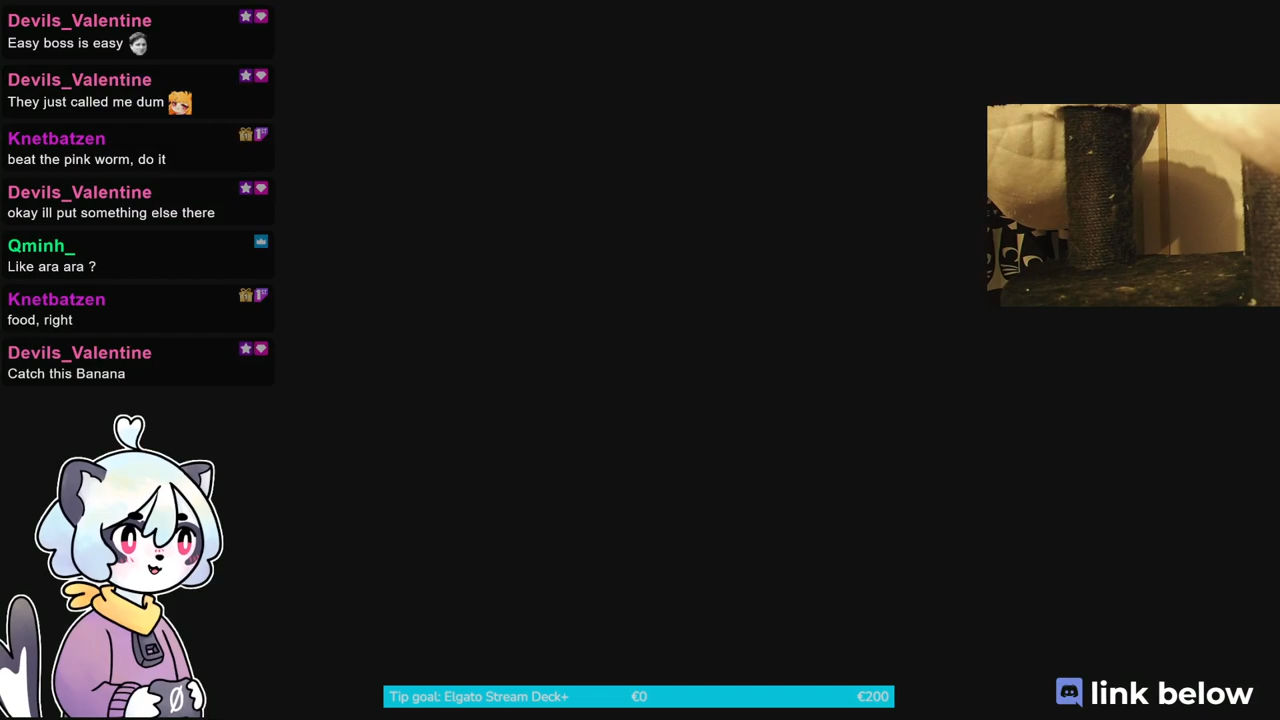 Devils_Valentine
Easy boss is easy
Devils_Valentine
They just called me dum
Knetbatzen
beat the pink worm, do it
Devils_Valentine
okay ill put something else there
Qminh_
Like ara ara ?
Knetbatzen
food, right
Devils_Valentine
Catch this Banana
Tip goal: Elgato Stream Deck+ €0 €200
link below